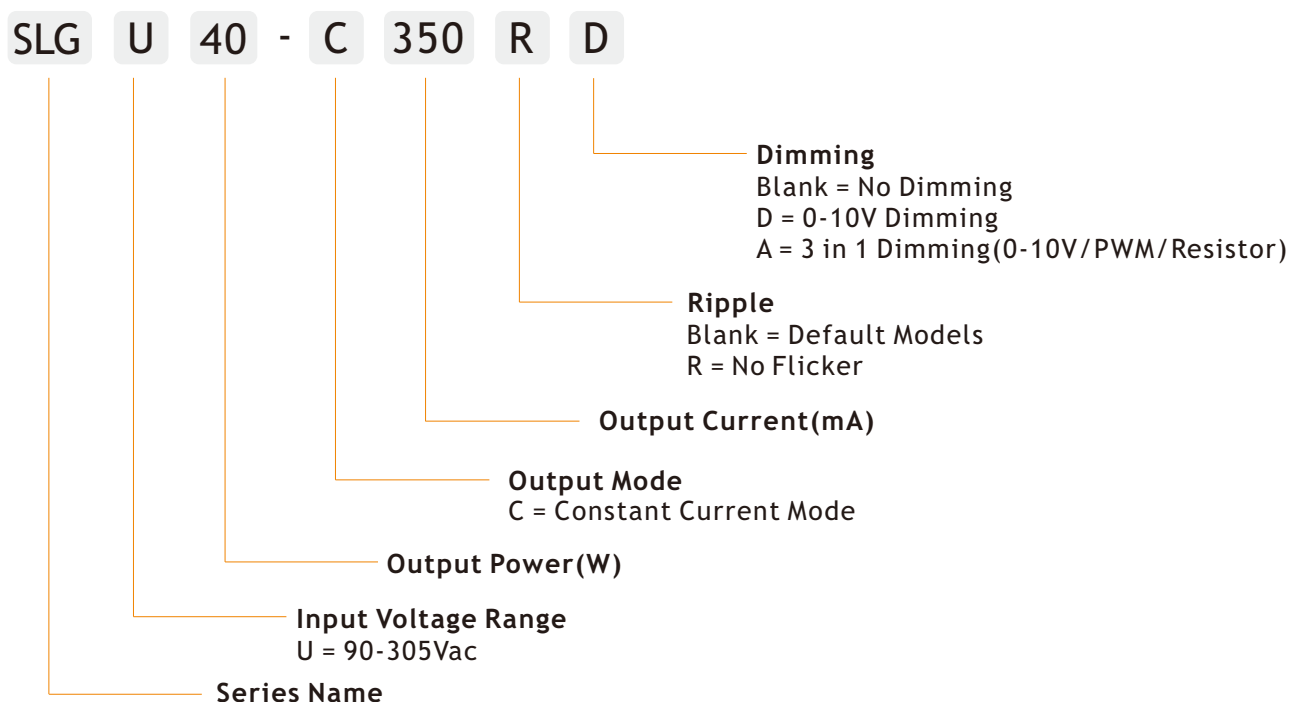 SLG U 40 - C 350 R D
Dimming
Blank = No Dimming
D = 0-10V Dimming
A = 3 in 1 Dimming(0-10V/PWM/Resistor)
Ripple
Blank = Default Models
R = No Flicker
Output Current(mA)
Output Mode
C = Constant Current Mode
Output Power(W)
Input Voltage Range
U = 90-305Vac
Series Name